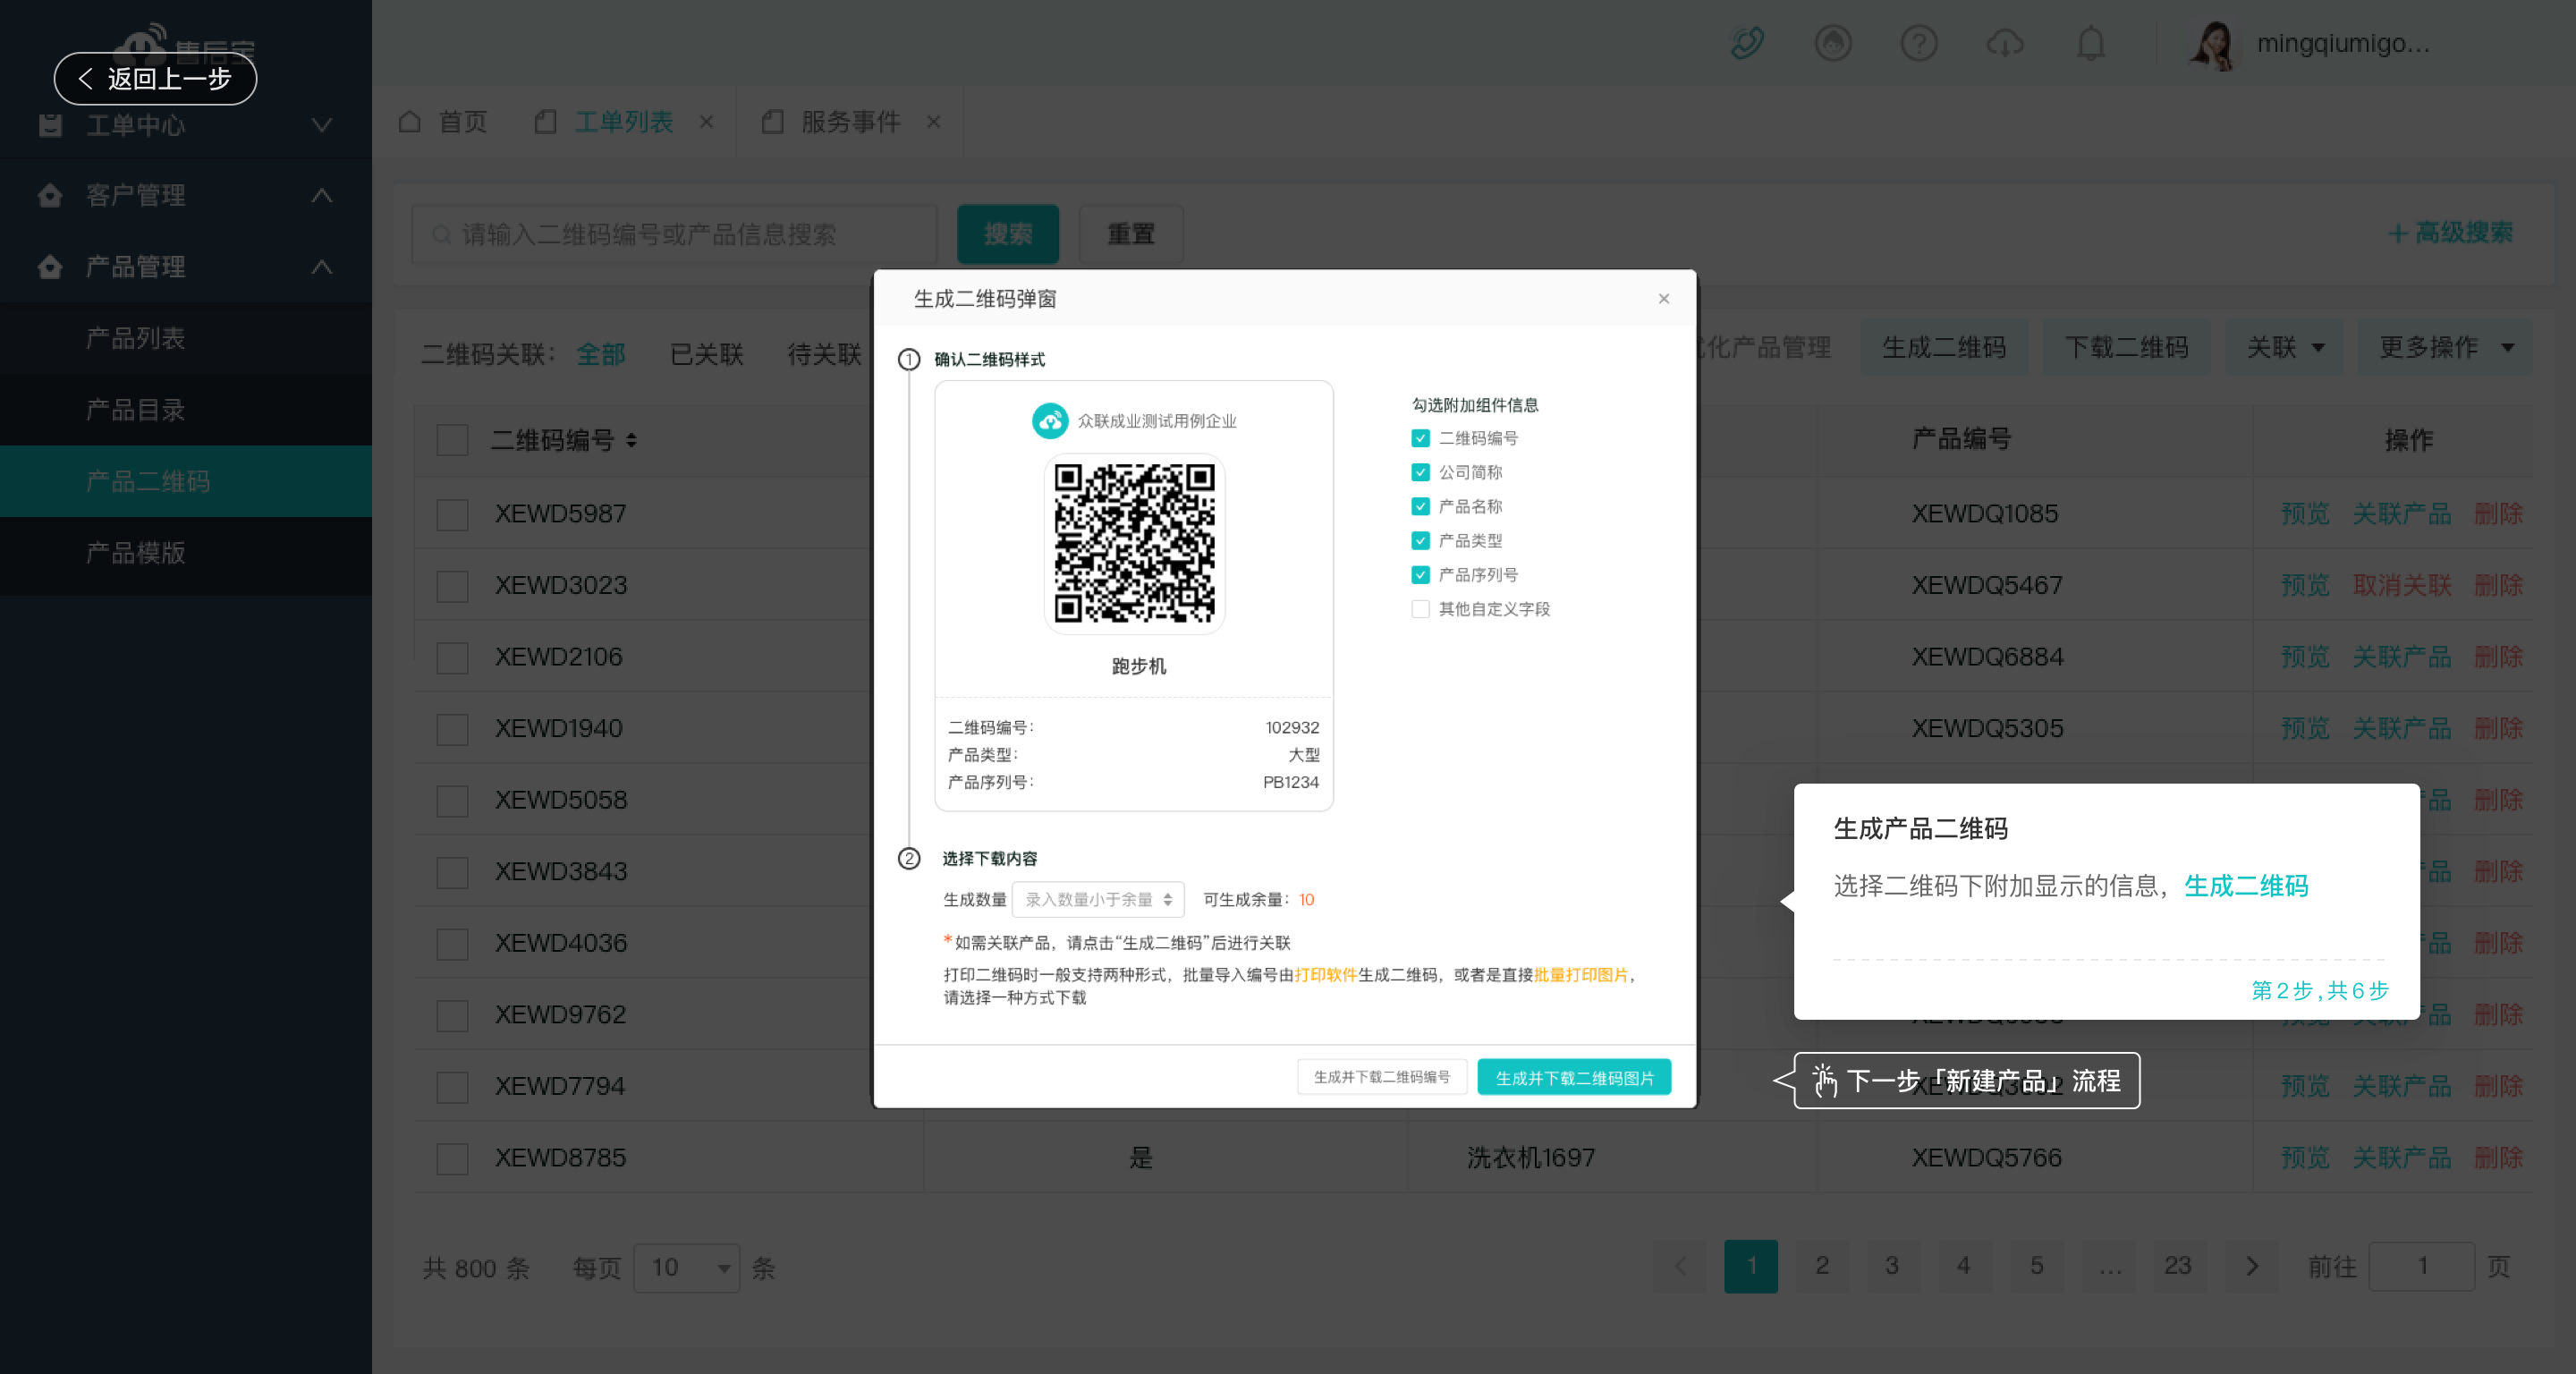 售后宝
mingqiumigo...
返回上一步
工单中心
首页
工单列表
服务事件
客户管理
请输入二维码编号或产品信息搜索
搜索
重置
高级搜索
产品管理
产品列表
产品目录
产品二维码
产品模版
二维码关联：
全部
已关联
待关联
化产品管理
生成二维码
下载二维码
关联
更多操作
二维码编号
产品编号
操作
XEWD5987
XEWDQ1085
预览 关联产品 删除
XEWD3023
XEWDQ5467
预览 取消关联 删除
XEWD2106
XEWDQ6884
预览 关联产品 删除
XEWD1940
XEWDQ5305
预览 关联产品 删除
XEWD5058
品 删除
XEWD3843
品 删除
XEWD4036
品 删除
XEWD9762
品 删除
XEWD7794
预览 关联产品 删除
XEWD8785
是
洗衣机1697
XEWDQ5766
预览 关联产品 删除
共 800 条
每页 10 条
1 2 3 4 5 ... 23
前往 1 页
生成二维码弹窗
1 确认二维码样式
众联成业测试用例企业
跑步机
二维码编号： 102932
产品类型： 大型
产品序列号： PB1234
勾选附加组件信息
二维码编号
公司简称
产品名称
产品类型
产品序列号
其他自定义字段
2 选择下载内容
生成数量 录入数量小于余量 可生成余量：10
*如需关联产品，请点击“生成二维码”后进行关联
打印二维码时一般支持两种形式，批量导入编号由打印软件生成二维码，或者是直接批量打印图片，
请选择一种方式下载
生成并下载二维码编号
生成并下载二维码图片
生成产品二维码
选择二维码下附加显示的信息，生成二维码
第2步,共6步
下一步「新建产品」流程